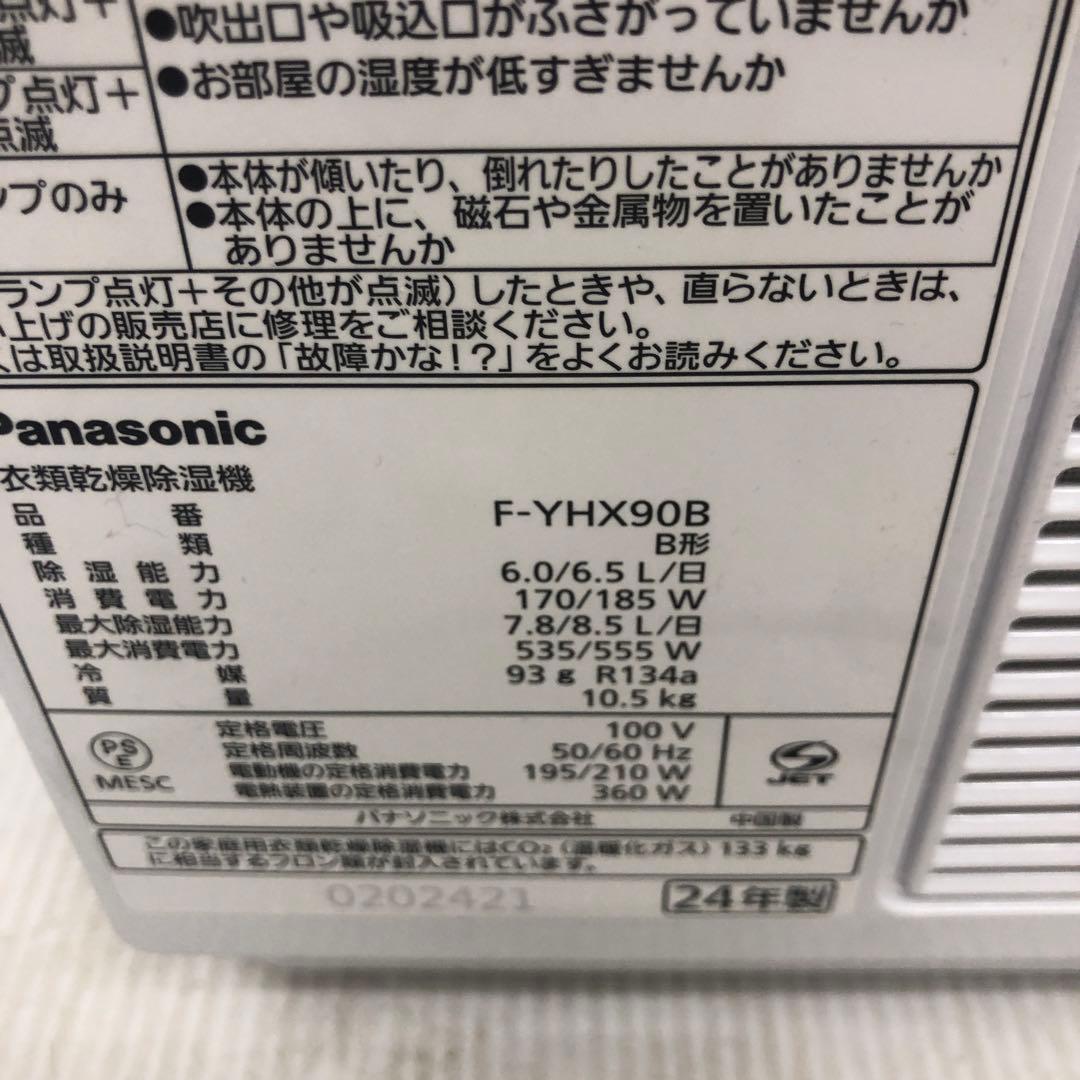 点灯＋
滅
●吹出口や吸込口がふさがっていませんか
プ点灯＋
点滅
●お部屋の湿度が低すぎませんか
ンプのみ
●本体が傾いたり、倒れたりしたことがありませんか
●本体の上に、磁石や金属物を置いたことが
ありませんか
ランプ点灯＋その他が点滅）したときや、直らないときは、
上げの販売店に修理をご相談ください。
は取扱説明書の「故障かな！？」をよくお読みください。
Panasonic
衣類乾燥除湿機
品番 F-YHX90B
種類 B形
除湿能力 6.0/6.5 L/日
消費電力 170/185 W
最大除湿能力 7.8/8.5 L/日
最大消費電力 535/555 W
冷媒 93 g R134a
質量 10.5 kg
PSE
MESC
定格電圧 100 V
定格周波数 50/60 Hz
電動機の定格消費電力 195/210 W
電熱装置の定格消費電力 360 W
JET
パナソニック株式会社 中国製
この家庭用衣類乾燥除湿機にはCO₂（温暖化ガス）133 kg
に相当するフロン類が封入されています。
0202421 24年製